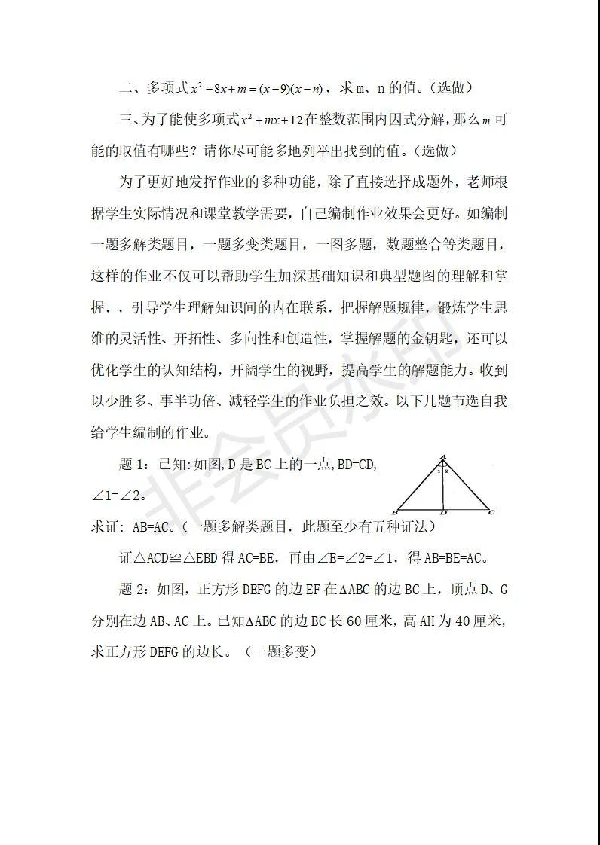 二、多项式x²-8x+m=(x-9)(x-n)，求m、n的值。（选做）
三、为了能使多项式x²-mx+12在整数范围内因式分解，那么m可
能的取值有哪些？请你尽可能多地列举出找到的值。（选做）
为了更好地发挥作业的多种功能，除了直接选择成题外，老师根
据学生实际情况和课堂教学需要，自己编制作业效果会更好。如编制
一题多解类题目，一题多变类题目，一图多题，数题整合等类题目，
这样的作业不仅可以帮助学生加深基础知识和典型题图的理解和掌
握，，引导学生理解知识间的内在联系，把握解题规律，锻炼学生思
维的灵活性、开拓性、多向性和创造性，掌握解题的金钥匙，还可以
优化学生的认知结构，开阔学生的视野，提高学生的解题能力。收到
以少胜多、事半功倍、减轻学生的作业负担之效。以下几题节选自我
给学生编制的作业。
题1：已知:如图,D是BC上的一点,BD=CD,
∠1=∠2。
求证：AB=AC。（一题多解类题目，此题至少有五种证法）
证△ACD≌△EBD得AC=BE，再由∠E=∠2=∠1，得AB=BE=AC。
题2：如图，正方形DEFG的边EF在△ABC的边BC上，顶点D、G
分别在边AB、AC上。已知△ABC的边BC长60厘米，高AH为40厘米，
求正方形DEFG的边长。（一题多变）
非会员水印